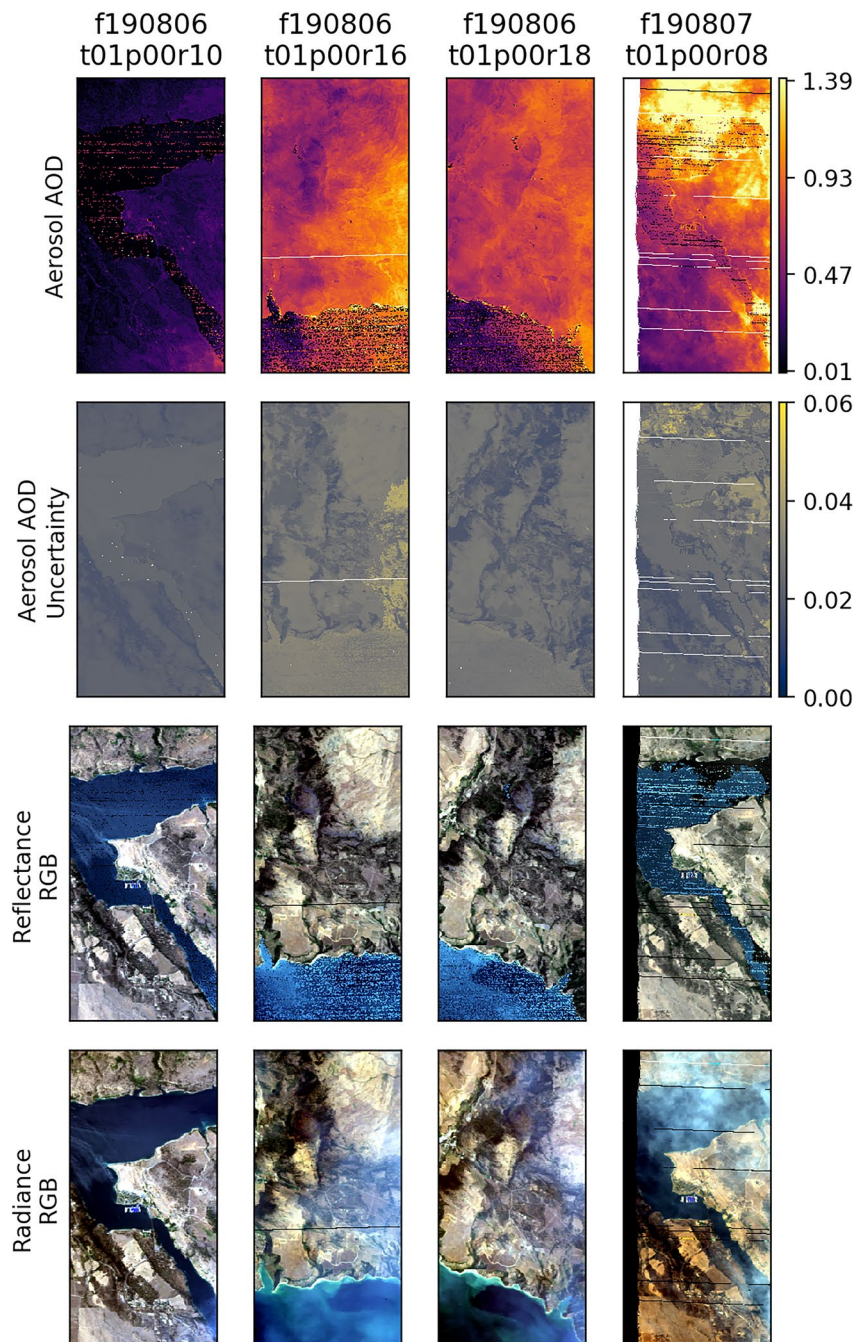 f190806
t01p00r10
f190806
t01p00r16
f190806
t01p00r18
f190807
t01p00r08
Aerosol AOD
1.39
0.93
0.47
0.01
Aerosol AOD
Uncertainty
0.06
0.04
0.02
0.00
Reflectance
RGB
Radiance
RGB